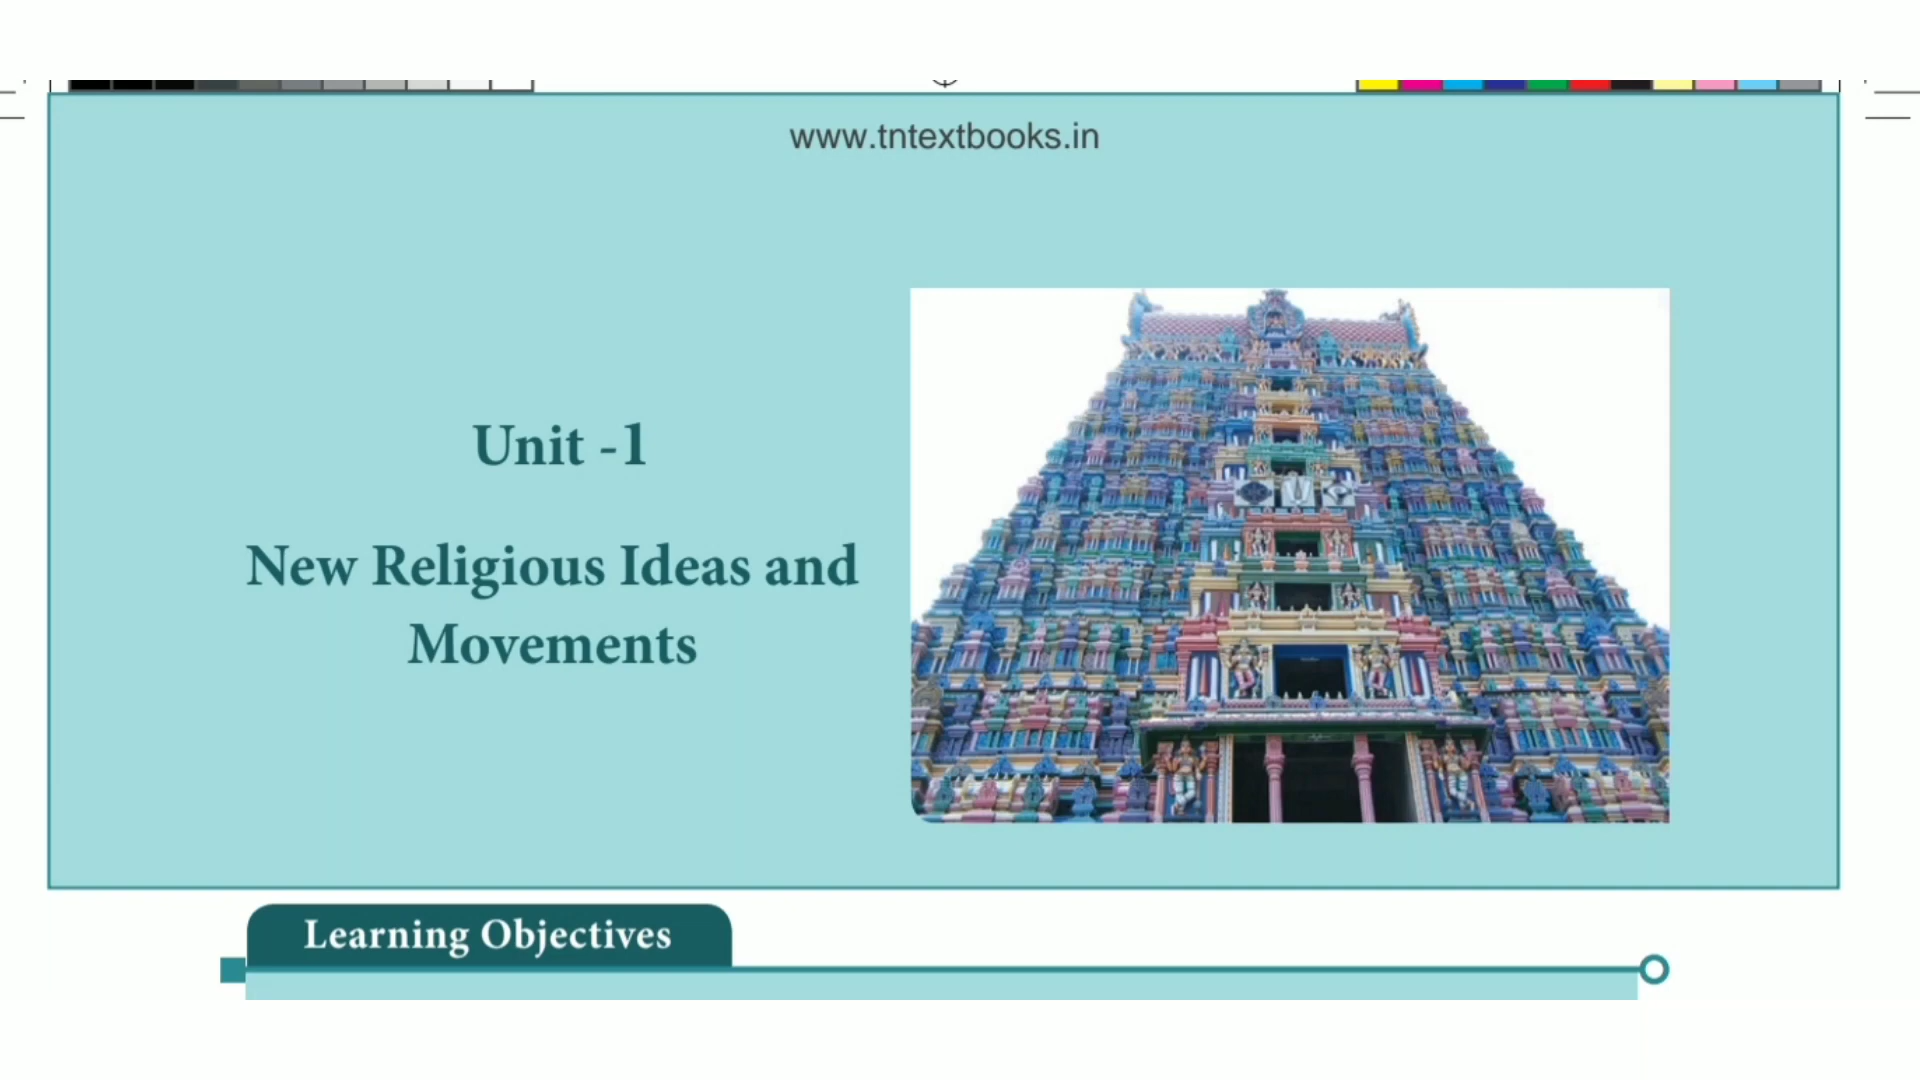 www.tntextbooks.in
Unit -1
New Religious Ideas and
Movements
Learning Objectives